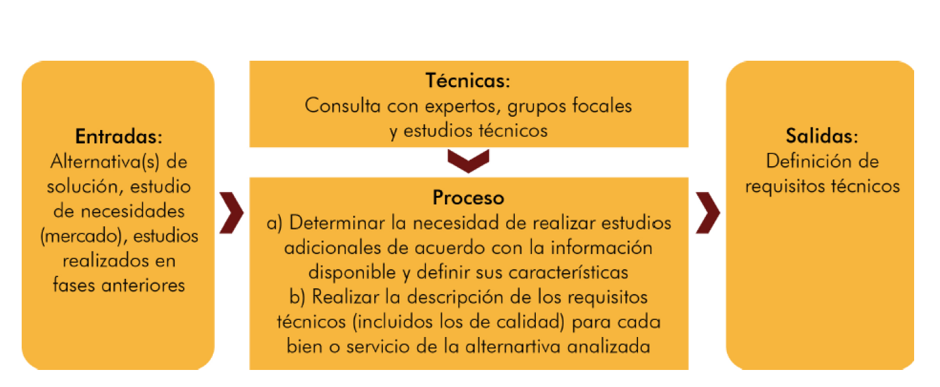 Entradas:
Alternativa(s) de
solución, estudio
de necesidades
(mercado), estudios
realizados en
fases anteriores
Técnicas:
Consulta con expertos, grupos focales
y estudios técnicos
Proceso
a) Determinar la necesidad de realizar estudios
adicionales de acuerdo con la información
disponible y definir sus características
b) Realizar la descripción de los requisitos
técnicos (incluidos los de calidad) para cada
bien o servicio de la alternartiva analizada
Salidas:
Definición de
requisitos técnicos